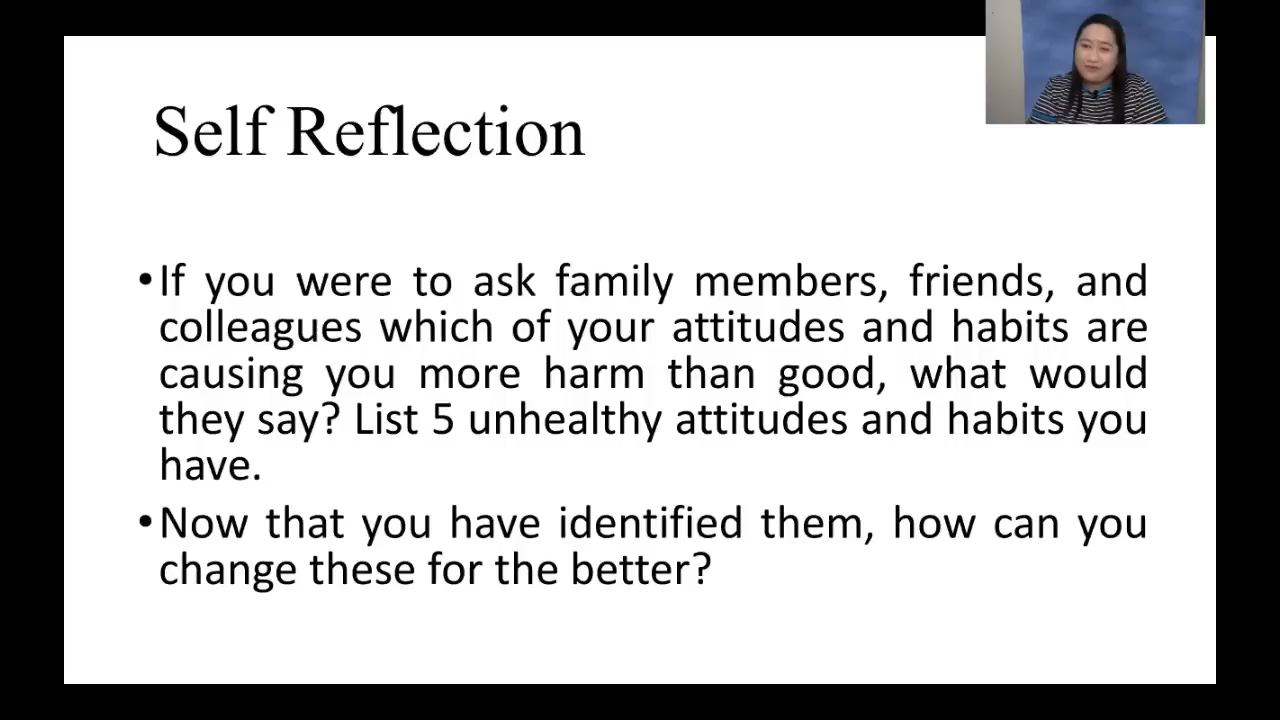 Self Reflection
•If you were to ask family members, friends, and
colleagues which of your attitudes and habits are
causing you more harm than good, what would
they say? List 5 unhealthy attitudes and habits you
have.
•Now that you have identified them, how can you
change these for the better?